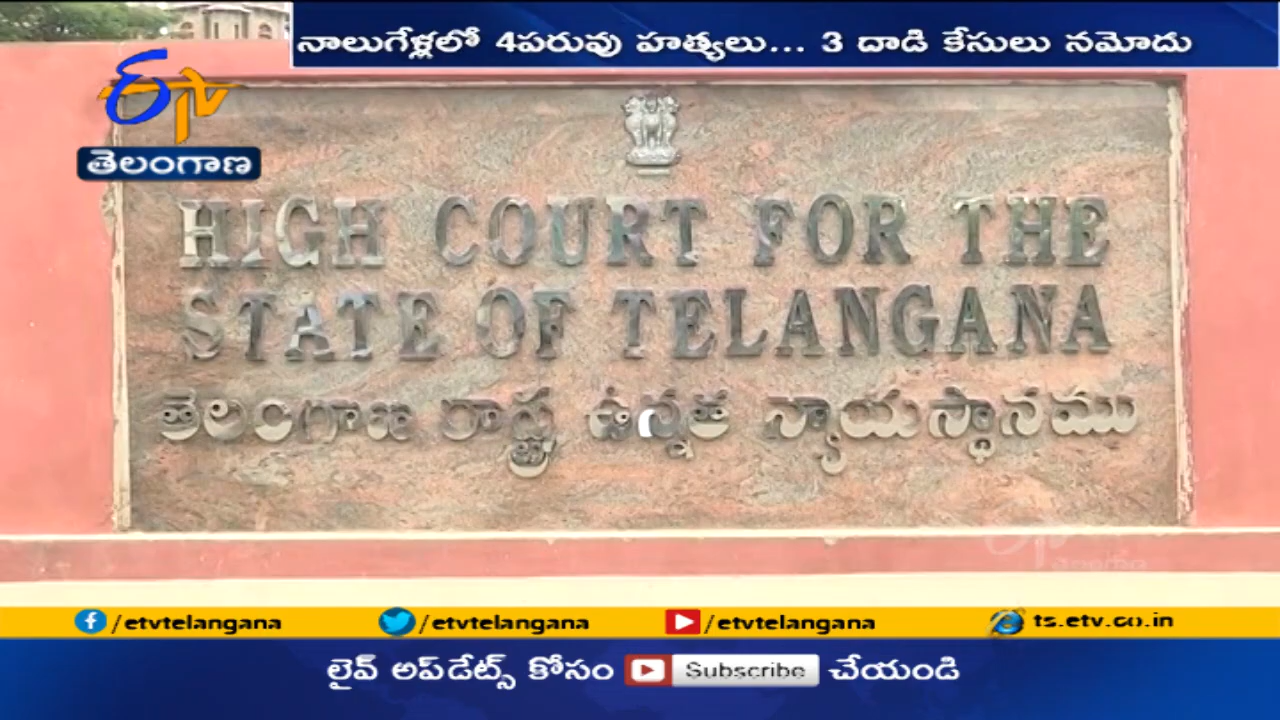 నాలుగేళ్లలో 4పరువు హత్యలు... 3 దాడి కేసులు నమోదు
ETV
తెలంగాణ
HIGH COURT FOR THE
STATE OF TELANGANA
తెలంగాణ రాష్ట్ర ఉన్నత న్యాయస్థానము
/etvtelangana /etvtelangana /etvtelangana ts.etv.co.in
లైవ్ అప్‌డేట్స్ కోసం Subscribe చేయండి